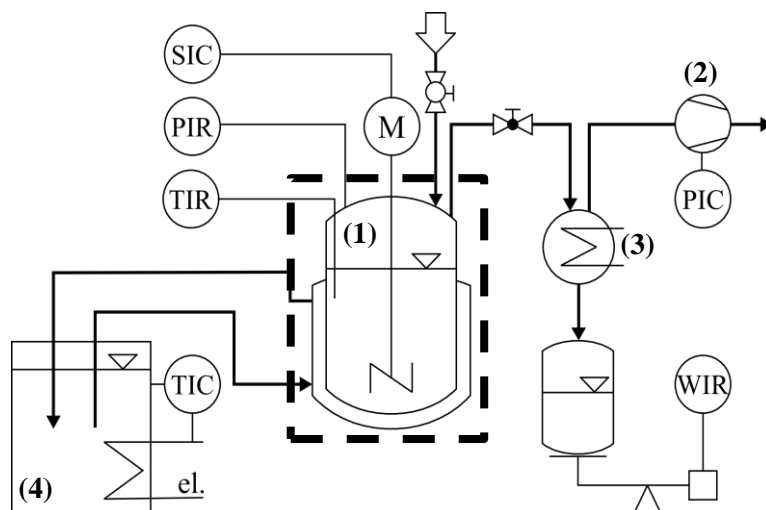 SIC
(2)
PIR
M
TIR
PIC
(1)
(3)
TIC
WIR
(4)
el.